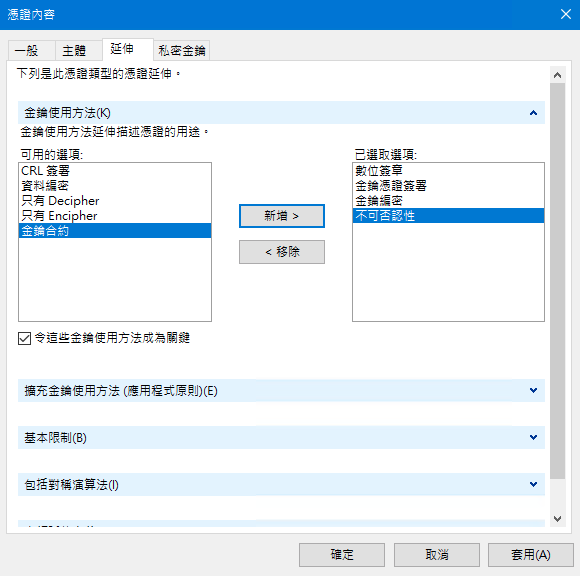 憑證內容
一般
主體
延伸
私密金鑰
下列是此憑證類型的憑證延伸。
金鑰使用方法(K)
金鑰使用方法延伸描述憑證的用途。
可用的選項:
CRL 簽署
資料編密
只有 Decipher
只有 Encipher
金鑰合約
新增 >
< 移除
已選取選項:
數位簽章
金鑰憑證簽署
金鑰編密
不可否認性
令這些金鑰使用方法成為關鍵
擴充金鑰使用方法 (應用程式原則)(E)
基本限制(B)
包括對稱演算法(I)
確定
取消
套用(A)